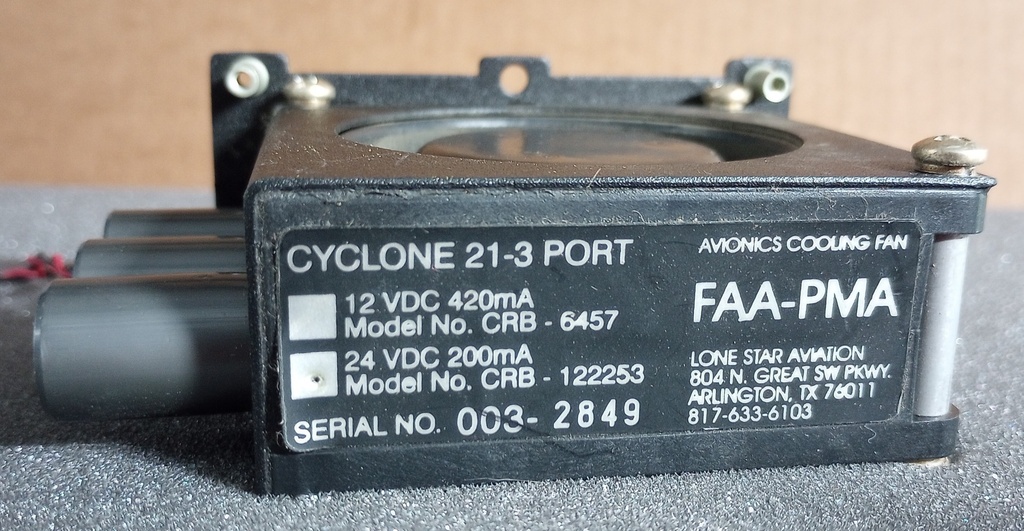 CYCLONE 21-3 PORT
12 VDC 420mA
Model No. CRB - 6457
24 VDC 200mA
Model No. CRB - 122253
SERIAL NO. 003- 2849
AVIONICS COOLING FAN
FAA-PMA
LONE STAR AVIATION
804 N. GREAT SW PKWY.
ARLINGTON, TX 76011
817-633-6103